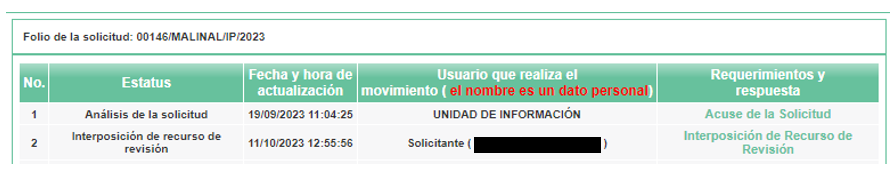 Folio de la solicitud: 00146/MALINAL/IP/2023
No. Estatus Fecha y hora de actualización Usuario que realiza el movimiento ( el nombre es un dato personal) Requerimientos y respuesta
1 Análisis de la solicitud 19/09/2023 11:04:25 UNIDAD DE INFORMACIÓN Acuse de la Solicitud
2 Interposición de recurso de revisión 11/10/2023 12:55:56 Solicitante ( ) Interposición de Recurso de Revisión